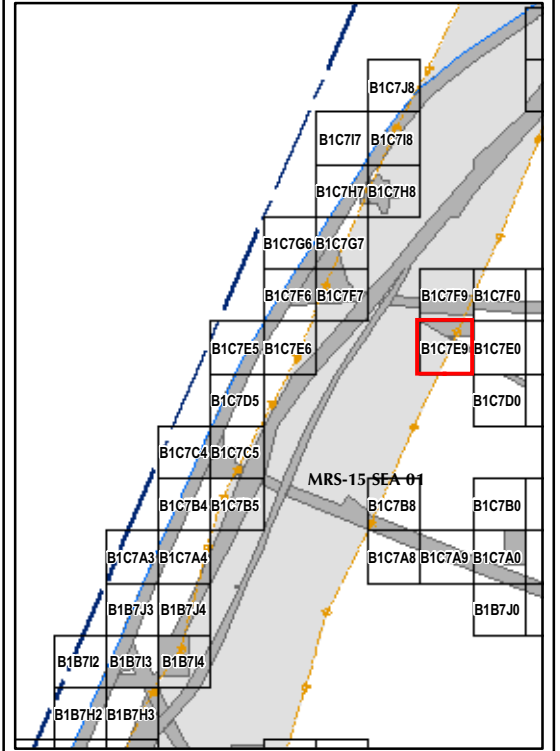 B1C7J8
B1C7I7 B1C7I8
B1C7H7 B1C7H8
B1C7G6 B1C7G7
B1C7F6 B1C7F7 B1C7F9 B1C7F0
B1C7E5 B1C7E6 B1C7E9 B1C7E0
B1C7D5 B1C7D0
B1C7C4 B1C7C5
MRS-15 SEA 01
B1C7B4 B1C7B5 B1C7B8 B1C7B0
B1C7A3 B1C7A4 B1C7A8 B1C7A9 B1C7A0
B1B7J3 B1B7J4 B1B7J0
B1B7I2 B1B7I3 B1B7I4
B1B7H2 B1B7H3